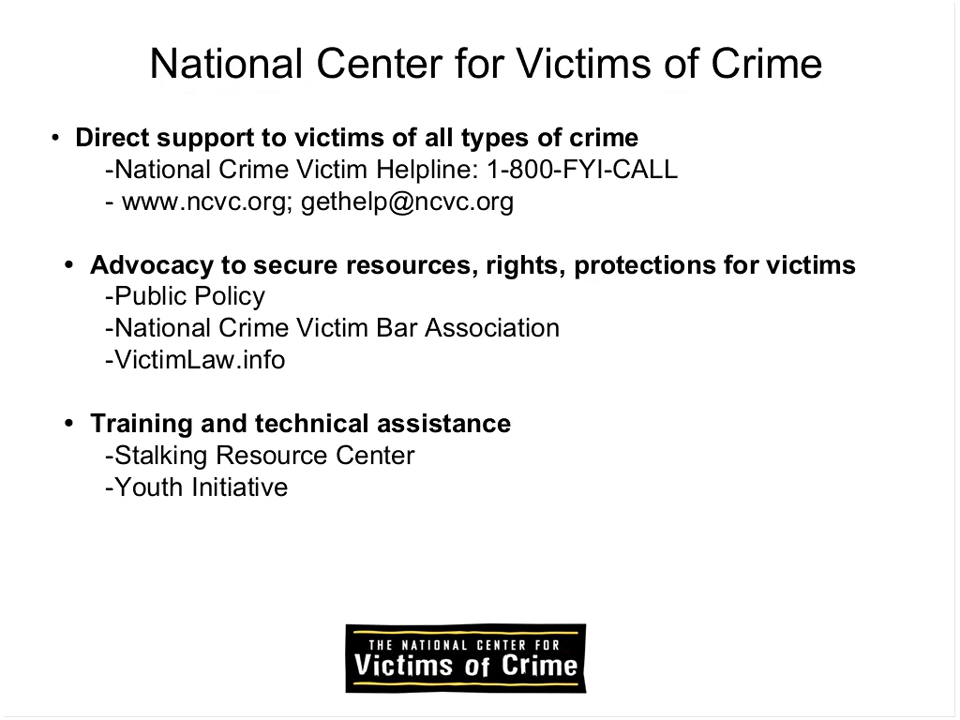 National Center for Victims of Crime
• Direct support to victims of all types of crime
-National Crime Victim Helpline: 1-800-FYI-CALL
- www.ncvc.org; gethelp@ncvc.org
• Advocacy to secure resources, rights, protections for victims
-Public Policy
-National Crime Victim Bar Association
-VictimLaw.info
• Training and technical assistance
-Stalking Resource Center
-Youth Initiative
THE NATIONAL CENTER FOR
Victims of Crime